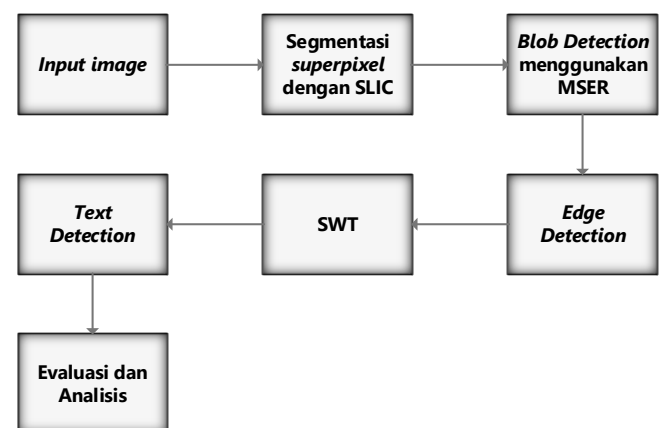 Input image
Segmentasi
superpixel
dengan SLIC
Blob Detection
menggunakan
MSER
Edge
Detection
SWT
Text
Detection
Evaluasi dan
Analisis